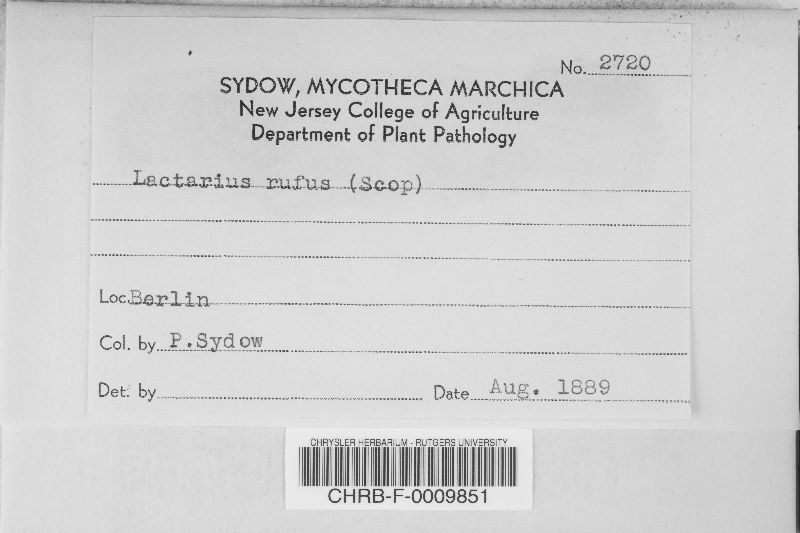 No. 2720
SYDOW, MYCOTHECA MARCHICA
New Jersey College of Agriculture
Department of Plant Pathology
Lactarius rufus (Scop)
Loc. Berlin
Col. by P.Sydow
Det. by
Date Aug. 1889
CHRYSLER HERBARIUM - RUTGERS UNIVERSITY
CHRB-F-0009851